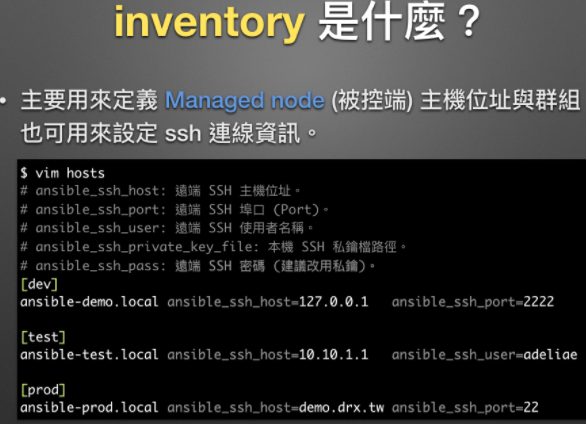 inventory 是什麼？
• 主要用來定義 Managed node (被控端) 主機位址與群組
也可用來設定 ssh 連線資訊。
$ vim hosts
# ansible_ssh_host: 遠端 SSH 主機位址。
# ansible_ssh_port: 遠端 SSH 埠口 (Port)。
# ansible_ssh_user: 遠端 SSH 使用者名稱。
# ansible_ssh_private_key_file: 本機 SSH 私鑰檔路徑。
# ansible_ssh_pass: 遠端 SSH 密碼 (建議改用私鑰)。
[dev]
ansible-demo.local ansible_ssh_host=127.0.0.1 ansible_ssh_port=2222
[test]
ansible-test.local ansible_ssh_host=10.10.1.1 ansible_ssh_user=adeliae
[prod]
ansible-prod.local ansible_ssh_host=demo.drx.tw ansible_ssh_port=22